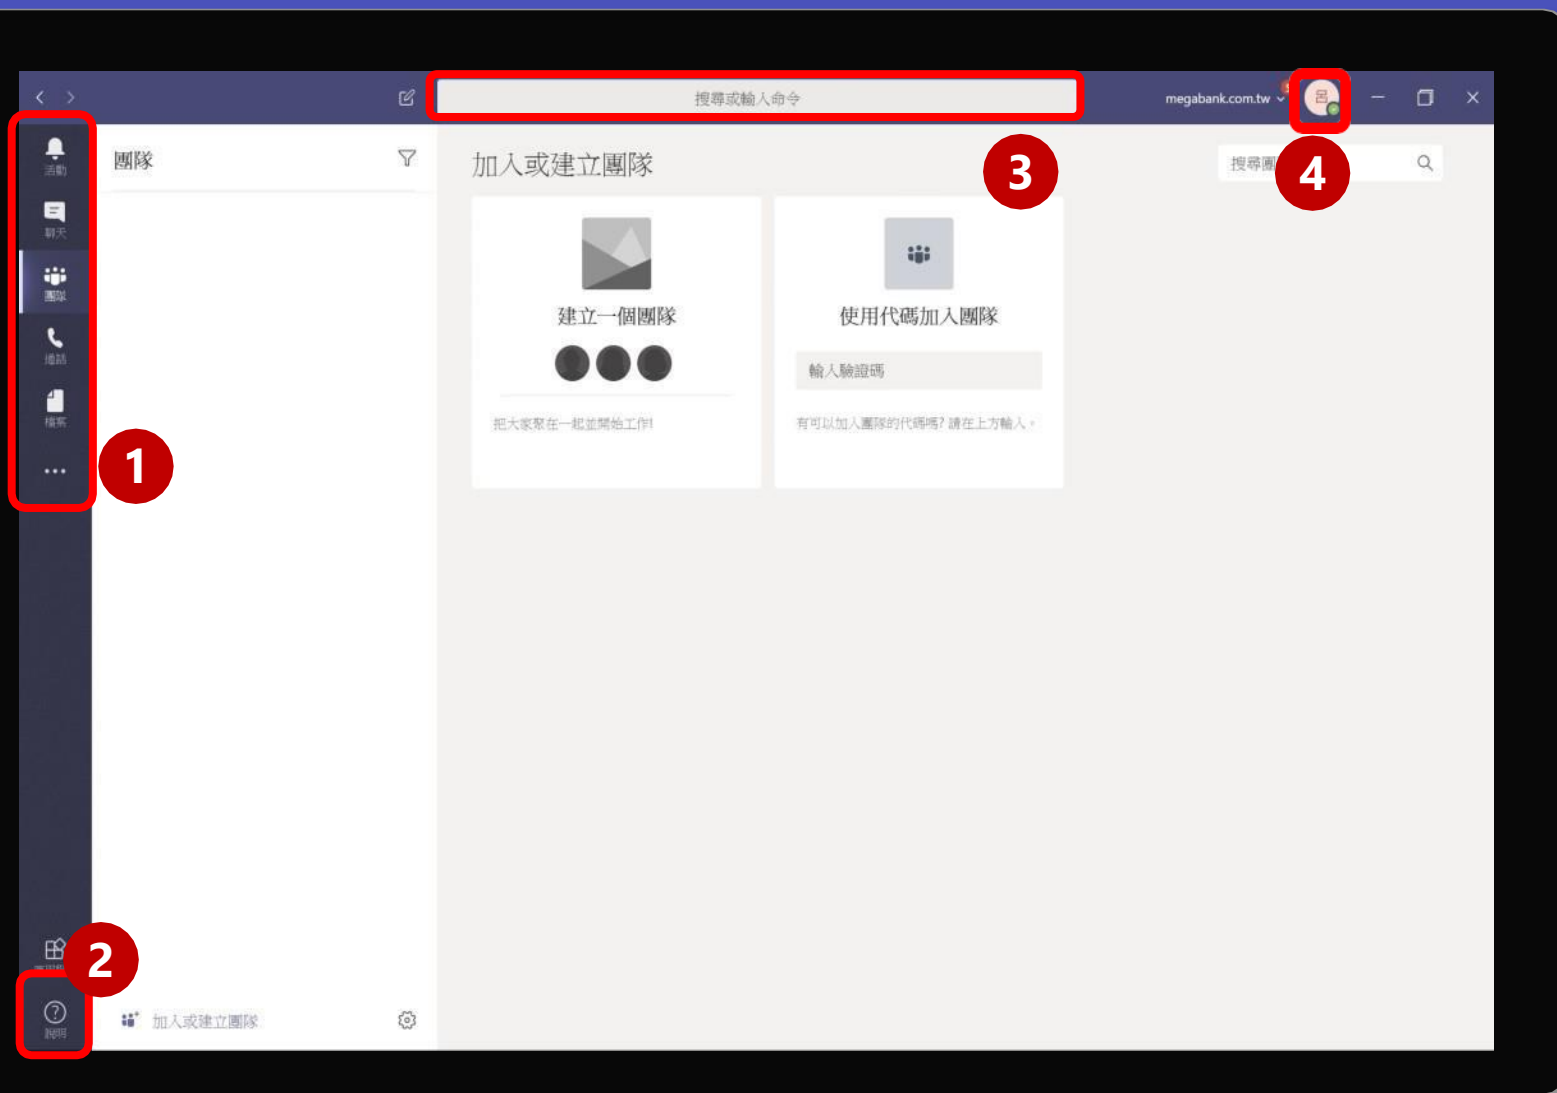 搜尋或輸入命令
megabank.com.tw
呂
活動
聊天
團隊
通話
檔案
1
團隊
加入或建立團隊
3
搜尋團
4
建立一個團隊
把大家聚在一起並開始工作!
使用代碼加入團隊
輸入驗證碼
有可以加入團隊的代碼嗎? 請在上方輸入。
2
說明
加入或建立團隊